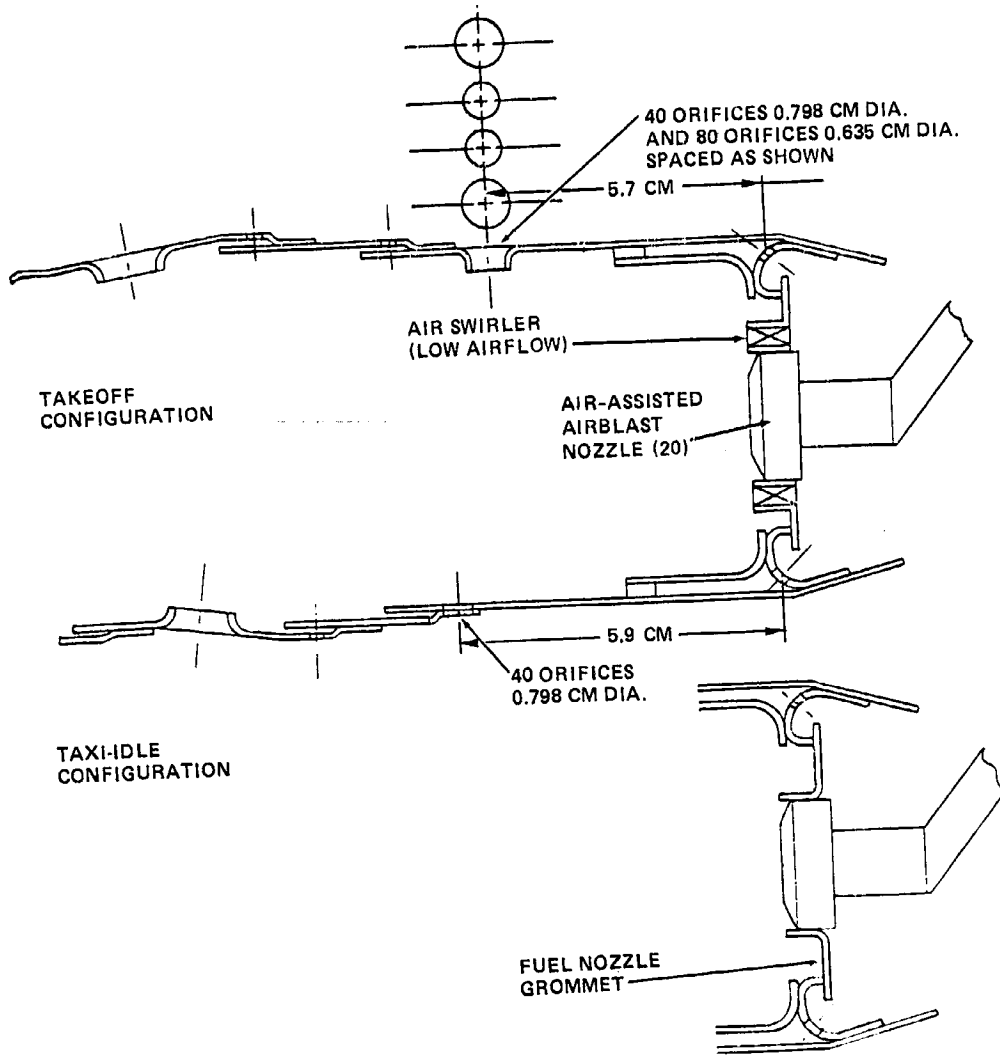 40 ORIFICES 0.798 CM DIA.
AND 80 ORIFICES 0.635 CM DIA.
SPACED AS SHOWN
5.7 CM
AIR SWIRLER
(LOW AIRFLOW)
TAKEOFF
CONFIGURATION
AIR-ASSISTED
AIRBLAST
NOZZLE (20)
5.9 CM
40 ORIFICES
0.798 CM DIA.
TAXI-IDLE
CONFIGURATION
FUEL NOZZLE
GROMMET